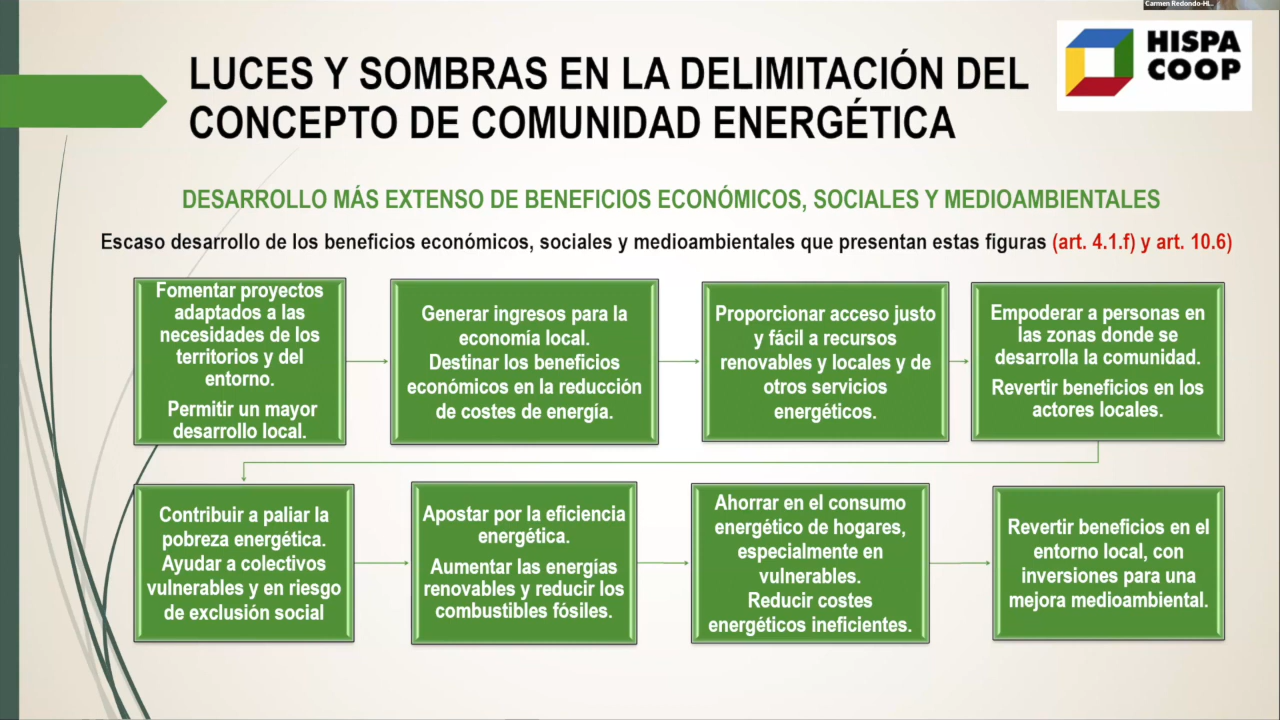 Carmen Redondo-HI...
HISPA
COOP
LUCES Y SOMBRAS EN LA DELIMITACIÓN DEL
CONCEPTO DE COMUNIDAD ENERGÉTICA
DESARROLLO MÁS EXTENSO DE BENEFICIOS ECONÓMICOS, SOCIALES Y MEDIOAMBIENTALES
Escaso desarrollo de los beneficios económicos, sociales y medioambientales que presentan estas figuras (art. 4.1.f) y art. 10.6)
Fomentar proyectos
adaptados a las
necesidades de los
territorios y del
entorno.
Permitir un mayor
desarrollo local.
Generar ingresos para la
economía local.
Destinar los beneficios
económicos en la reducción
de costes de energía.
Proporcionar acceso justo
y fácil a recursos
renovables y locales y de
otros servicios
energéticos.
Empoderar a personas en
las zonas donde se
desarrolla la comunidad.
Revertir beneficios en los
actores locales.
Contribuir a paliar la
pobreza energética.
Ayudar a colectivos
vulnerables y en riesgo
de exclusión social
Apostar por la eficiencia
energética.
Aumentar las energías
renovables y reducir los
combustibles fósiles.
Ahorrar en el consumo
energético de hogares,
especialmente en
vulnerables.
Reducir costes
energéticos ineficientes.
Revertir beneficios en el
entorno local, con
inversiones para una
mejora medioambiental.